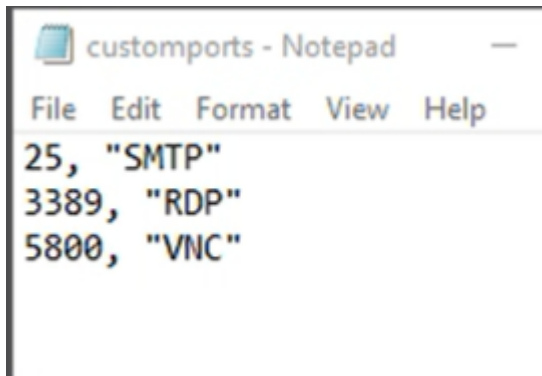 customports - Notepad
File Edit Format View Help
25, "SMTP"
3389, "RDP"
5800, "VNC"